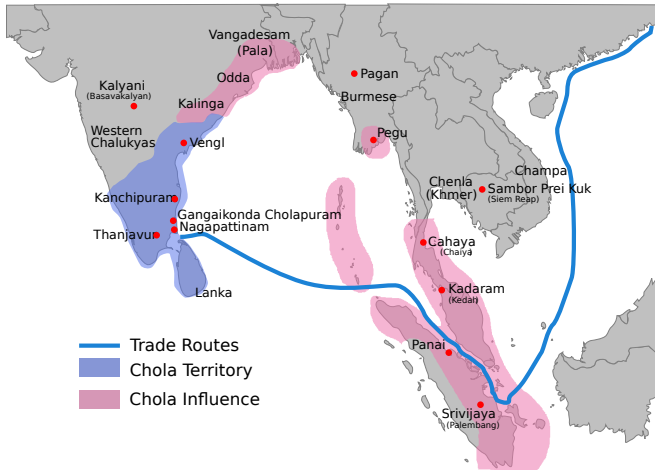 Vangadesam
(Pala)
Odda
Kalyani
(Basavakalyan)
Kalinga
Pagan
Burmese
Western
Chalukyas
Vengl
Pegu
Champa
Chenla
(Khmer)
Sambor Prei Kuk
(Siem Reap)
Kanchipuram
Gangaikonda Cholapuram
Nagapattinam
Thanjavur
Cahaya
(Chaiya)
Lanka
Kadaram
(Kedah)
Trade Routes
Panai
Chola Territory
Chola Influence
Srivijaya
(Palembang)